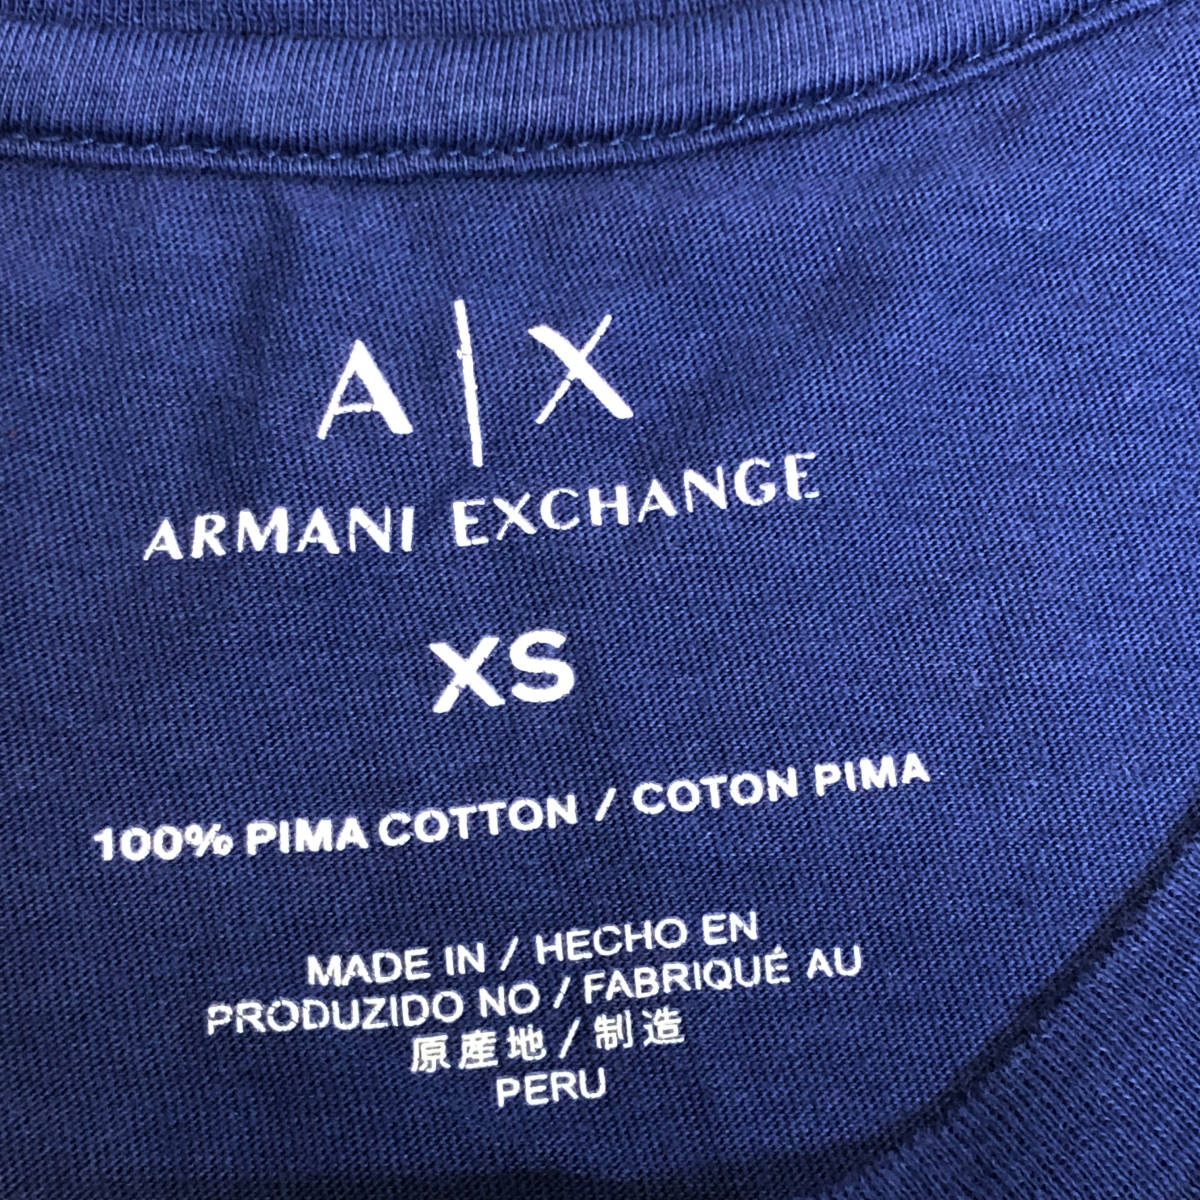 A|X
ARMANI EXCHANGE
XS
100% PIMA COTTON / COTON PIMA
MADE IN / HECHO EN
PRODUZIDO NO / FABRIQUÉ AU
原産地 / 制造
PERU